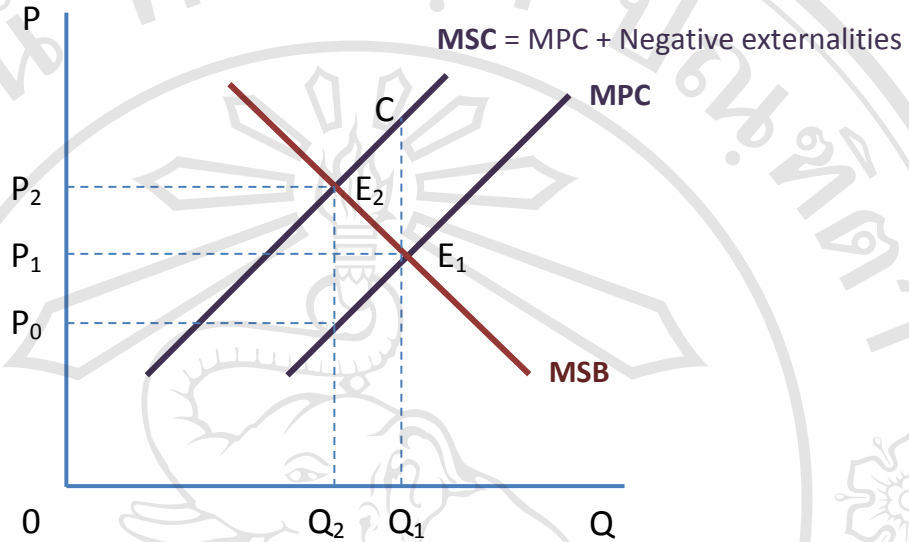 P
MSC = MPC + Negative externalities
MPC
C
P₂
E₂
P₁
E₁
P₀
MSB
0
Q₂
Q₁
Q